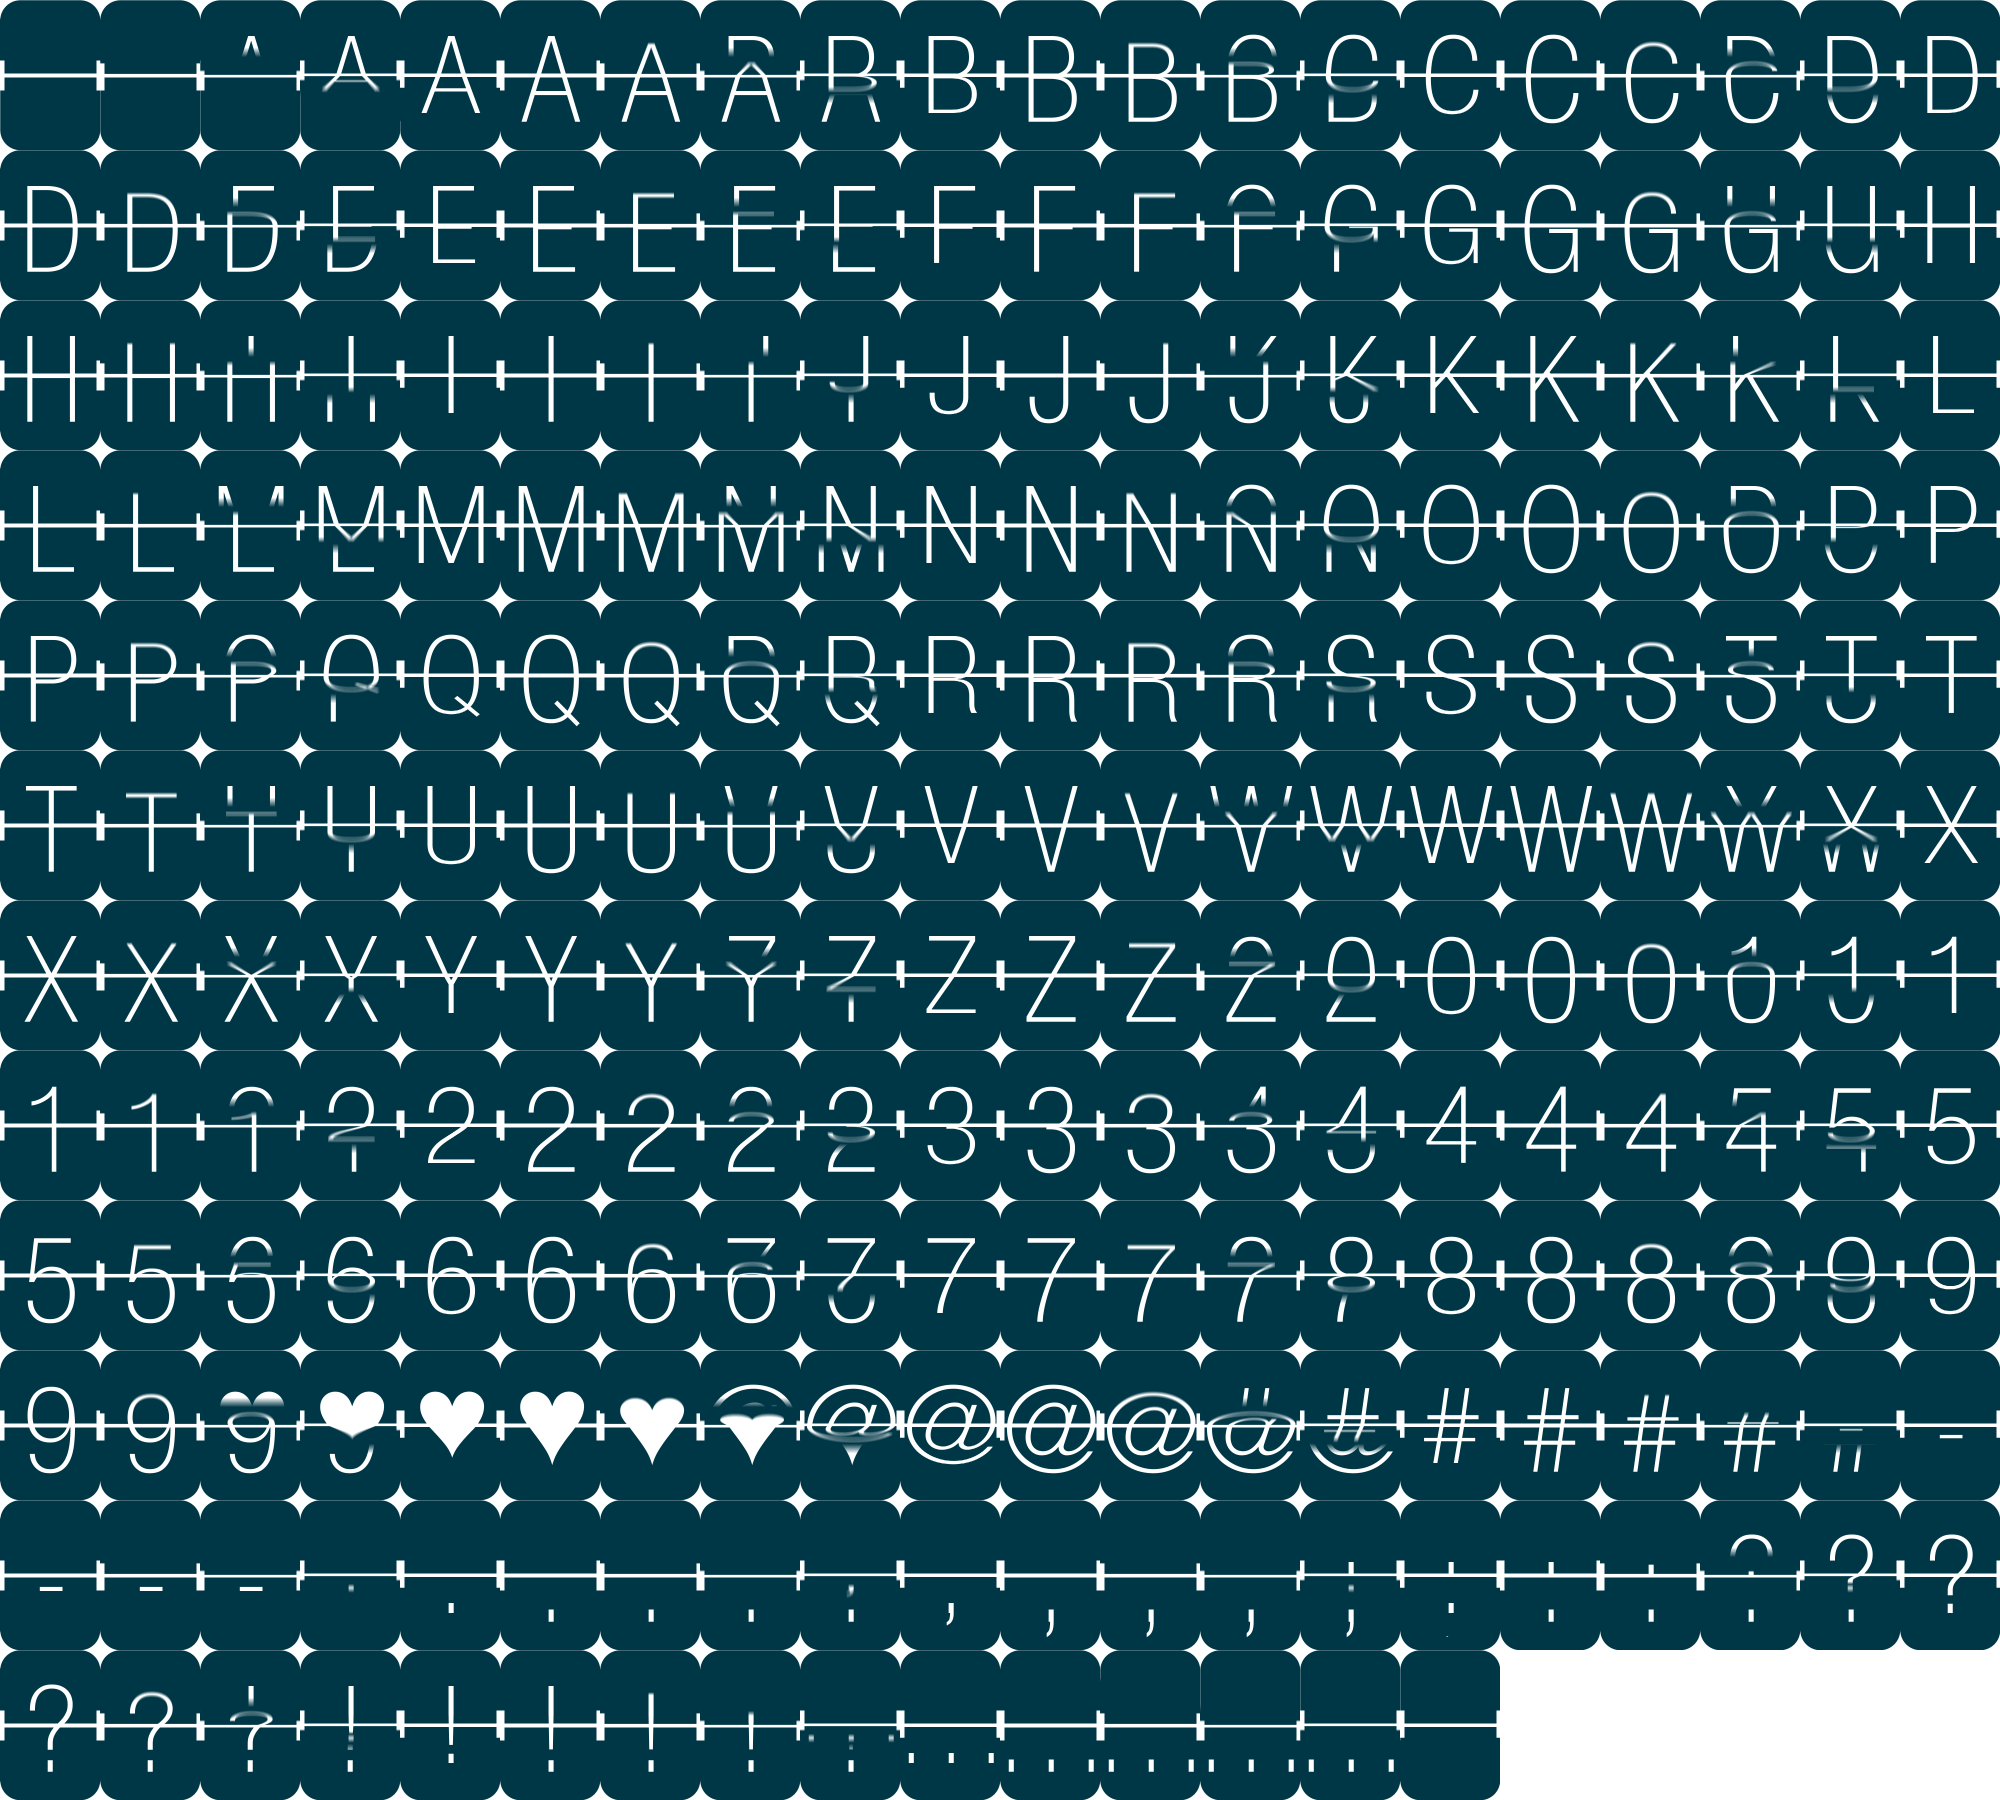 A A A B B B C C C D
D D E E E F F F G G G H
H H I I I J J J K K K L
L L M M M N N N O O O P
P P Q Q Q R R R S S S T
T T U U U V V V W W W X
X X Y Y Y Z Z Z 0 0 0 1
1 1 2 2 2 3 3 3 4 4 4 5
5 5 6 6 6 7 7 7 8 8 8 9
9 9 ♥ ♥ ♥ @ @ @ # # # -
- - - . . . , , , : : : ?
? ? ! ! ! ... ... ...